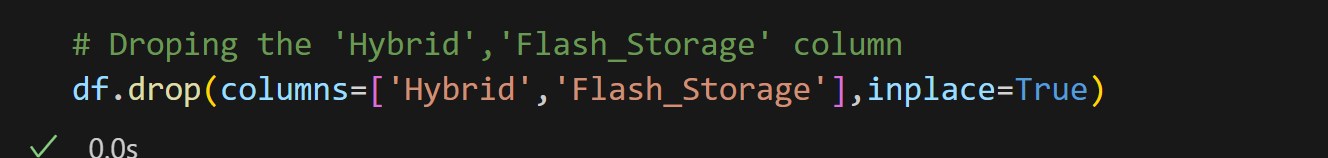 # Droping the 'Hybrid','Flash_Storage' column
df.drop(columns=['Hybrid','Flash_Storage'],inplace=True)
0.0s